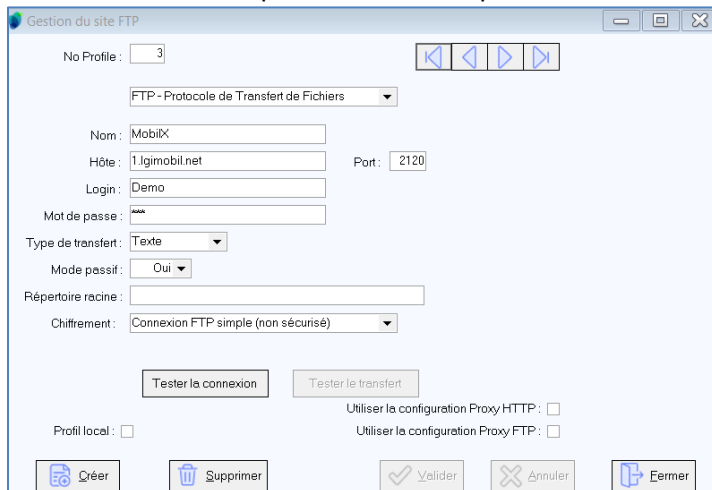 Gestion du site FTP
No Profile : 3
FTP - Protocole de Transfert de Fichiers
Nom : MobilX
Hôte : 1.lgimobil.net Port : 2120
Login : Demo
Mot de passe : ***
Type de transfert : Texte
Mode passif : Oui
Répertoire racine :
Chiffrement : Connexion FTP simple (non sécurisé)
Tester la connexion Tester le transfert
Utiliser la configuration Proxy HTTP :
Profil local : Utiliser la configuration Proxy FTP :
Créer Supprimer Valider Annuler Fermer